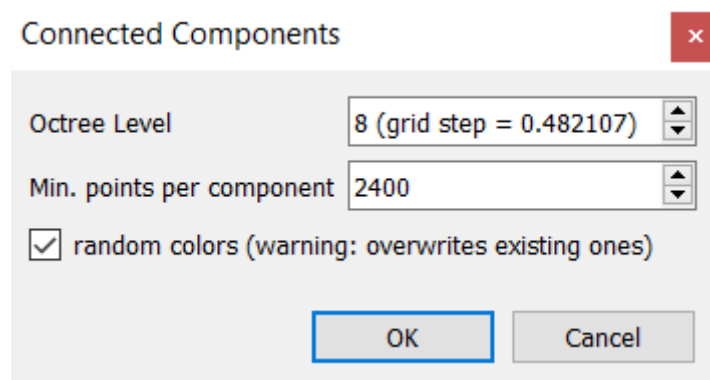 Connected Components
Octree Level 8 (grid step = 0.482107)
Min. points per component 2400
random colors (warning: overwrites existing ones)
OK Cancel